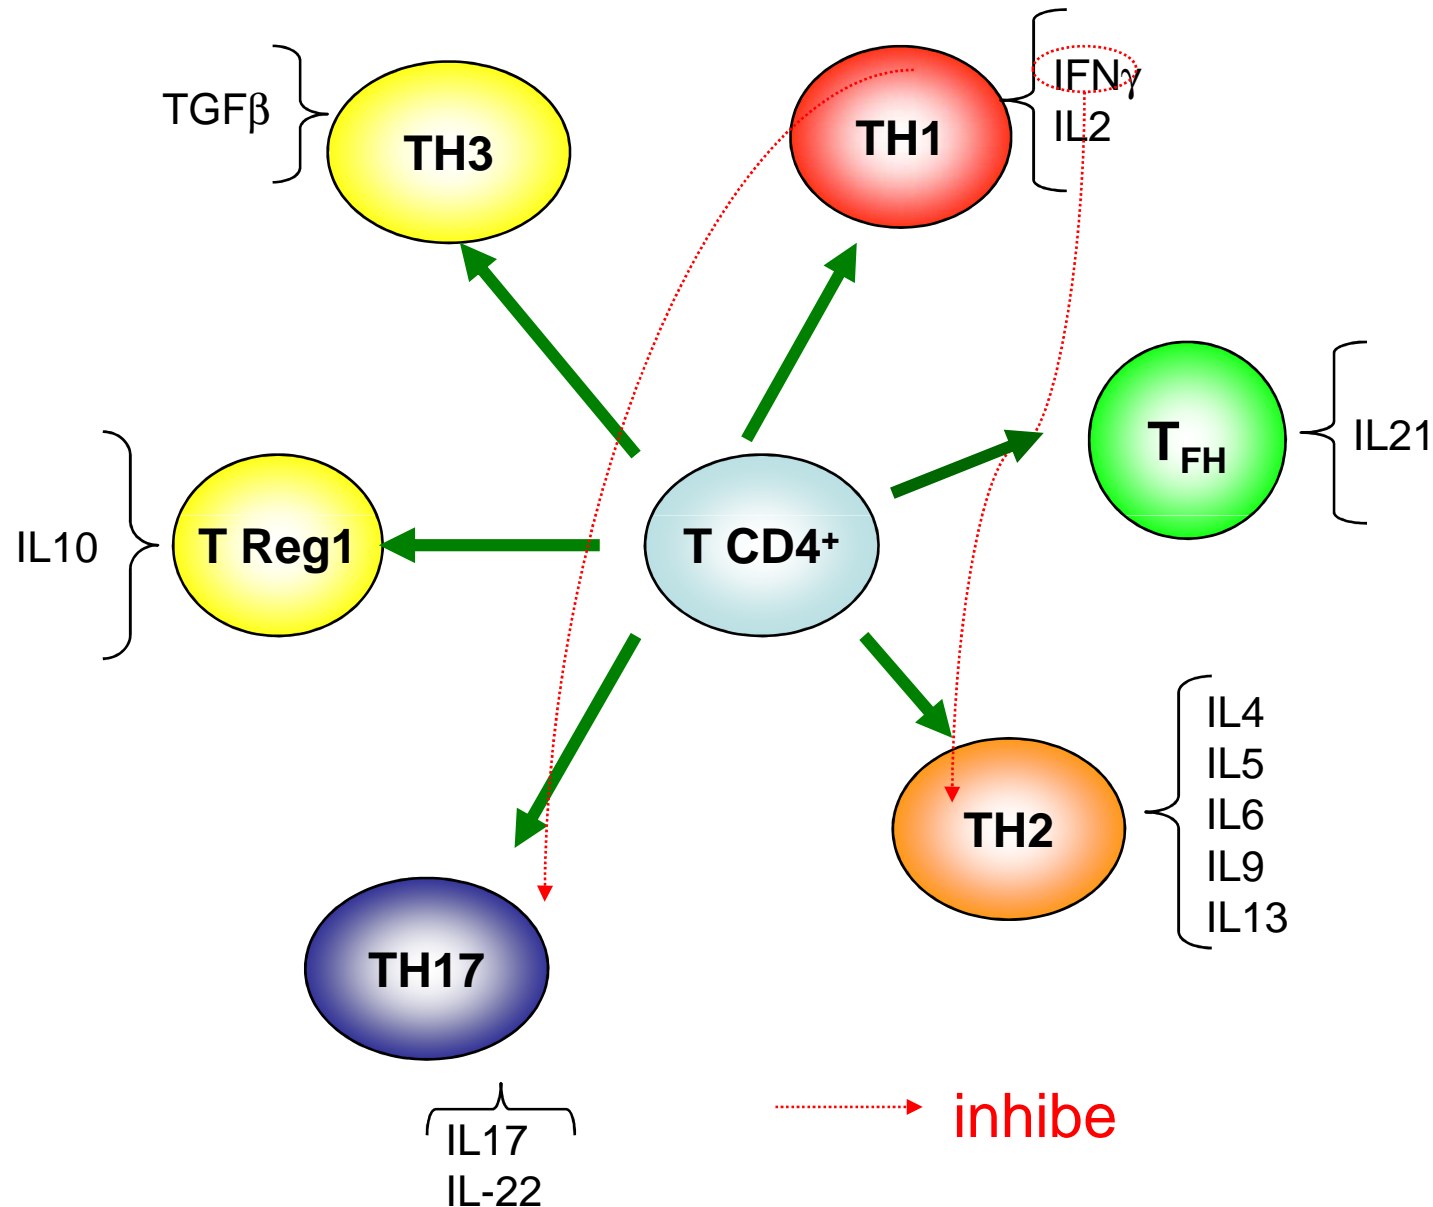 TGFβ
TH3
TH1
IFNγ
IL2
IL10
T Reg1
T CD4+
TFH
IL21
TH2
IL4
IL5
IL6
IL9
IL13
TH17
IL17
IL-22
inhibe